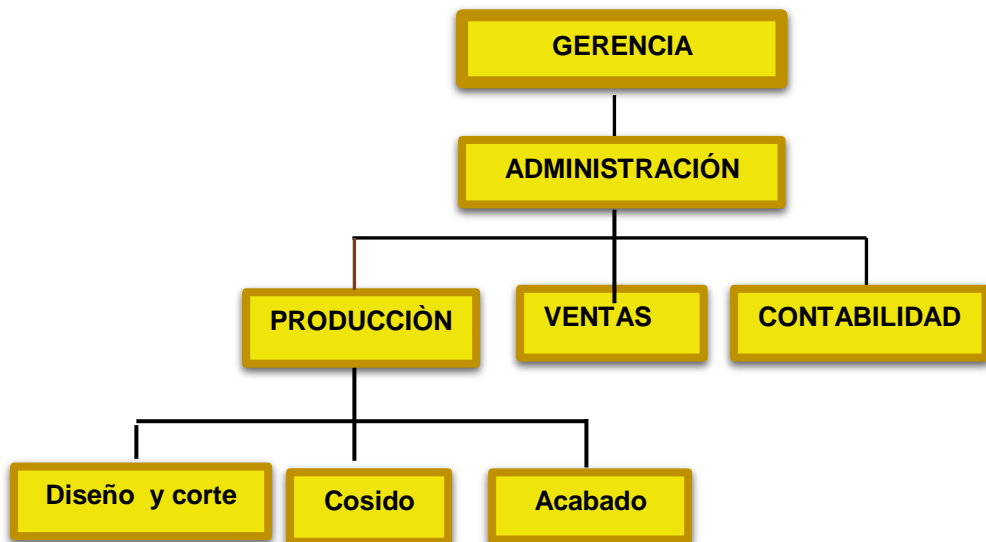 GERENCIA
ADMINISTRACIÓN
PRODUCCIÒN
VENTAS
CONTABILIDAD
Diseño y corte
Cosido
Acabado